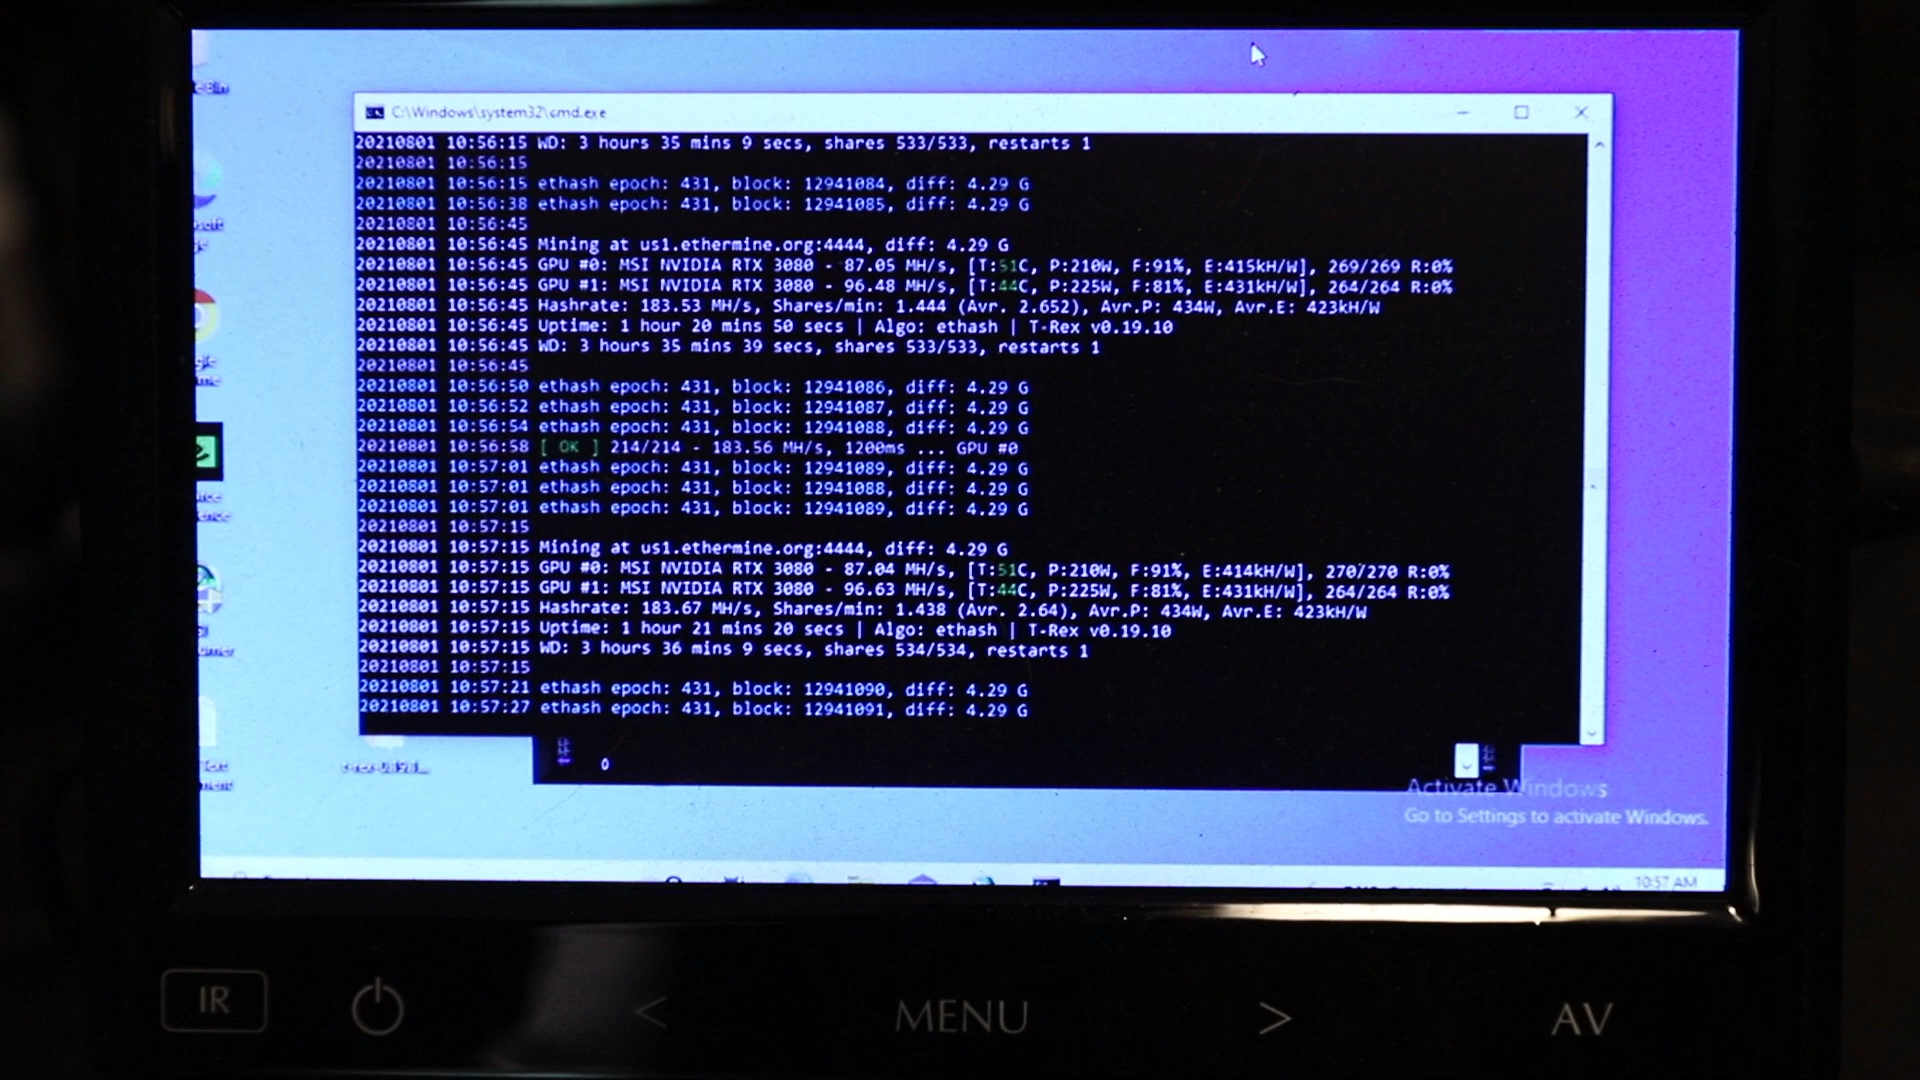 C:\Windows\system32\cmd.exe
20210801 10:56:15 WD: 3 hours 35 mins 9 secs, shares 533/533, restarts 1
20210801 10:56:15
20210801 10:56:15 ethash epoch: 431, block: 12941084, diff: 4.29 G
20210801 10:56:38 ethash epoch: 431, block: 12941085, diff: 4.29 G
20210801 10:56:45
20210801 10:56:45 Mining at us1.ethermine.org:4444, diff: 4.29 G
20210801 10:56:45 GPU #0: MSI NVIDIA RTX 3080 - 87.05 MH/s, [T:51C, P:210W, F:91%, E:415kH/W], 269/269 R:0%
20210801 10:56:45 GPU #1: MSI NVIDIA RTX 3080 - 96.48 MH/s, [T:44C, P:225W, F:81%, E:431kH/W], 264/264 R:0%
20210801 10:56:45 Hashrate: 183.53 MH/s, Shares/min: 1.444 (Avr. 2.652), Avr.P: 434W, Avr.E: 423kH/W
20210801 10:56:45 Uptime: 1 hour 20 mins 50 secs | Algo: ethash | T-Rex v0.19.10
20210801 10:56:45 WD: 3 hours 35 mins 39 secs, shares 533/533, restarts 1
20210801 10:56:45
20210801 10:56:50 ethash epoch: 431, block: 12941086, diff: 4.29 G
20210801 10:56:52 ethash epoch: 431, block: 12941087, diff: 4.29 G
20210801 10:56:54 ethash epoch: 431, block: 12941088, diff: 4.29 G
20210801 10:56:58 [ OK ] 214/214 - 183.56 MH/s, 1200ms ... GPU #0
20210801 10:57:01 ethash epoch: 431, block: 12941089, diff: 4.29 G
20210801 10:57:01 ethash epoch: 431, block: 12941088, diff: 4.29 G
20210801 10:57:01 ethash epoch: 431, block: 12941089, diff: 4.29 G
20210801 10:57:15
20210801 10:57:15 Mining at us1.ethermine.org:4444, diff: 4.29 G
20210801 10:57:15 GPU #0: MSI NVIDIA RTX 3080 - 87.04 MH/s, [T:51C, P:210W, F:91%, E:414kH/W], 270/270 R:0%
20210801 10:57:15 GPU #1: MSI NVIDIA RTX 3080 - 96.63 MH/s, [T:44C, P:225W, F:81%, E:431kH/W], 264/264 R:0%
20210801 10:57:15 Hashrate: 183.67 MH/s, Shares/min: 1.438 (Avr. 2.64), Avr.P: 434W, Avr.E: 423kH/W
20210801 10:57:15 Uptime: 1 hour 21 mins 20 secs | Algo: ethash | T-Rex v0.19.10
20210801 10:57:15 WD: 3 hours 36 mins 9 secs, shares 534/534, restarts 1
20210801 10:57:15
20210801 10:57:21 ethash epoch: 431, block: 12941090, diff: 4.29 G
20210801 10:57:27 ethash epoch: 431, block: 12941091, diff: 4.29 G
0
Activate Windows
Go to Settings to activate Windows.
10:57 AM
IR
MENU
AV